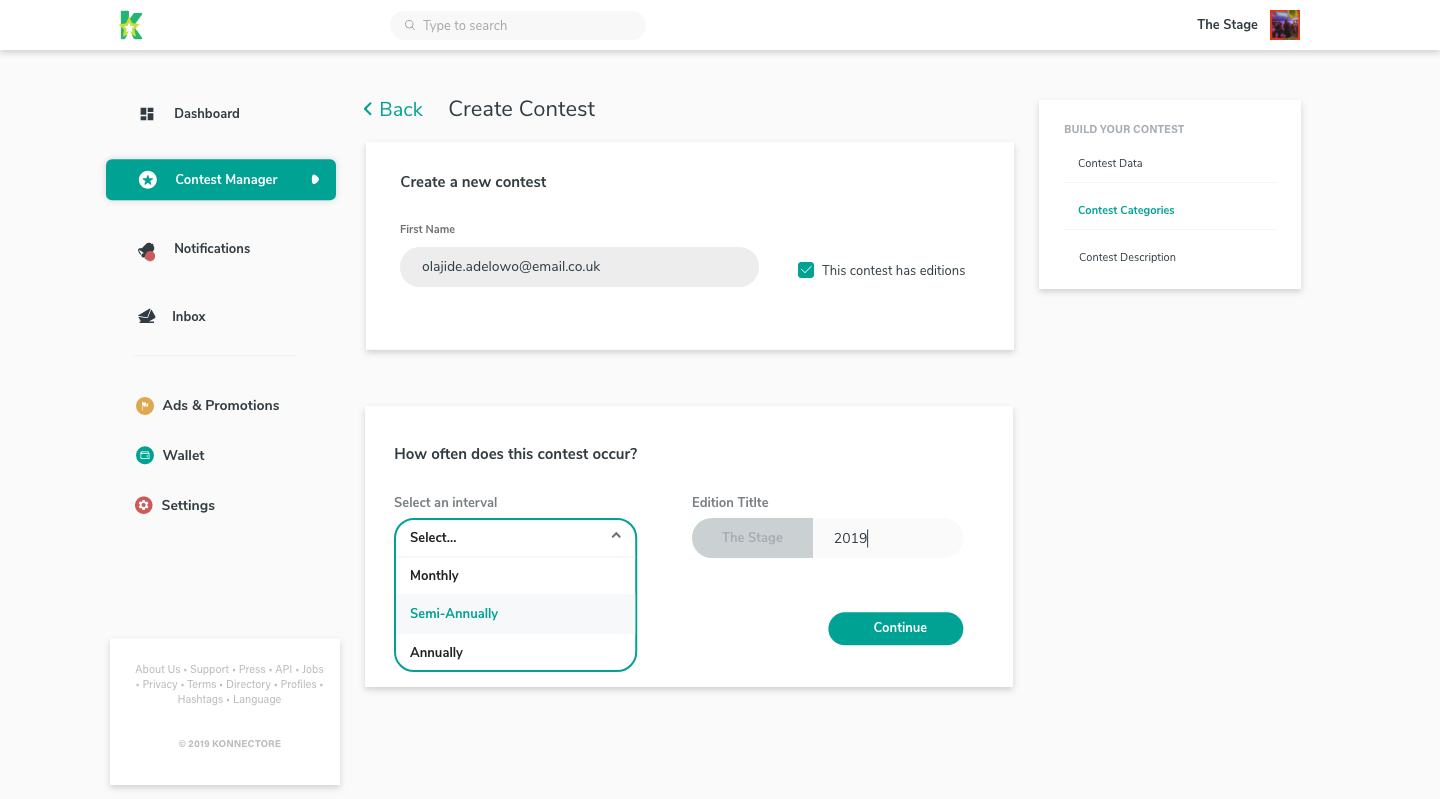 Type to search
The Stage
Dashboard
Contest Manager
Notifications
Inbox
Ads & Promotions
Wallet
Settings
About Us • Support • Press • API • Jobs
• Privacy • Terms • Directory • Profiles •
Hashtags • Language
© 2019 KONNECTORE
Back
Create Contest
Create a new contest
First Name
olajide.adelowo@email.co.uk
This contest has editions
How often does this contest occur?
Select an interval
Select...
Monthly
Semi-Annually
Annually
Edition Titlte
The Stage
2019
Continue
BUILD YOUR CONTEST
Contest Data
Contest Categories
Contest Description